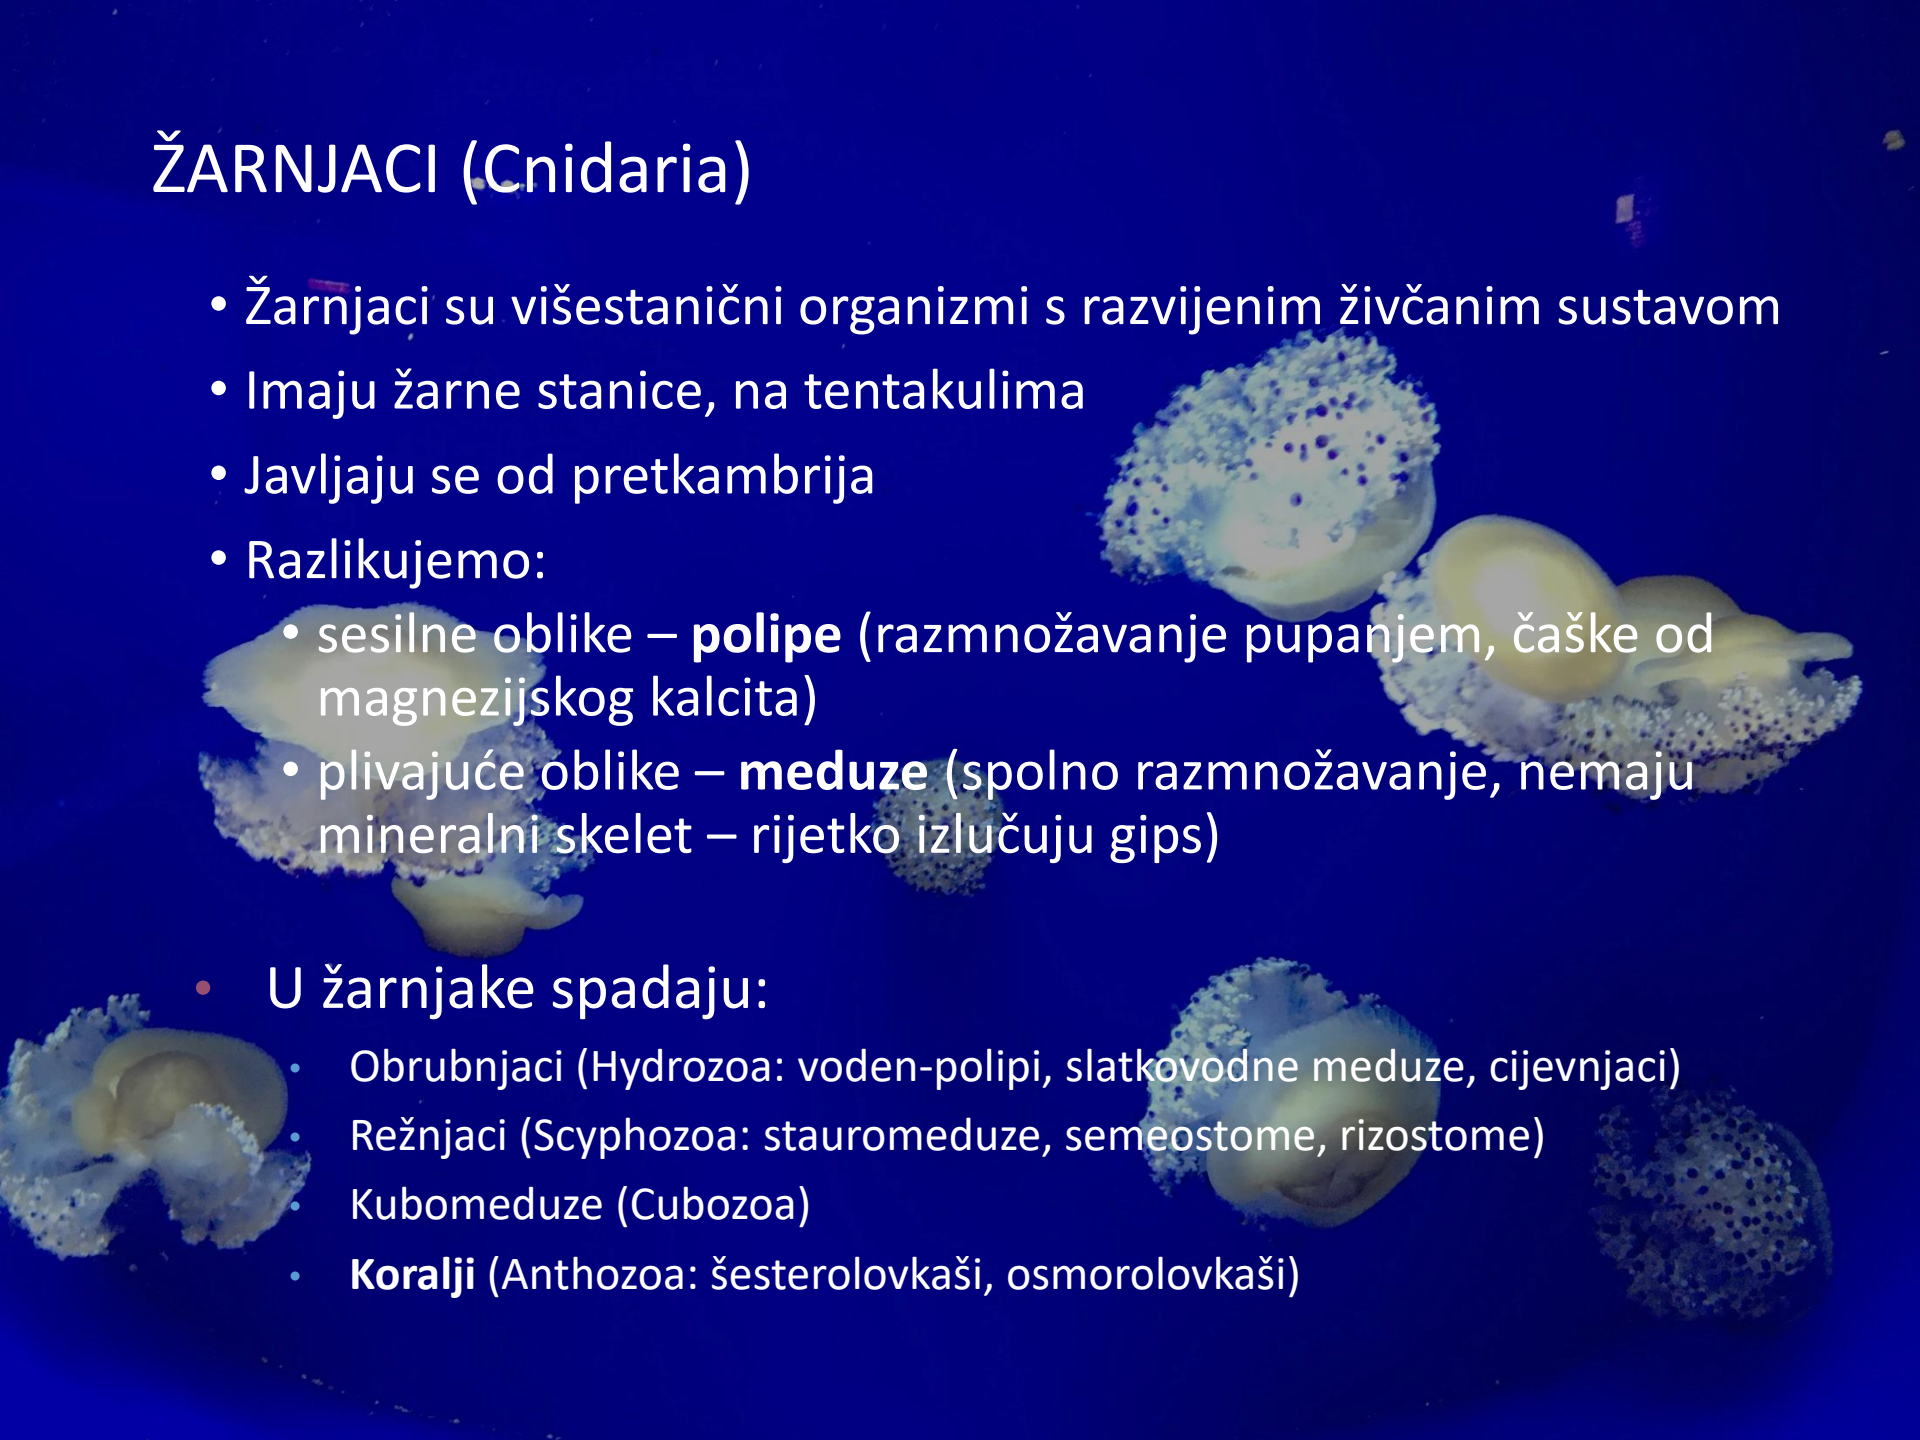 ŽARNJACI (Cnidaria)
• Žarnjaci su višestanični organizmi s razvijenim živčanim sustavom
• Imaju žarne stanice, na tentakulima
• Javljaju se od pretkambrija
• Razlikujemo:
• sesilne oblike – polipe (razmnožavanje pupanjem, čaške od
magnezijskog kalcita)
• plivajuće oblike – meduze (spolno razmnožavanje, nemaju
mineralni skelet – rijetko izlučuju gips)
• U žarnjake spadaju:
• Obrubnjaci (Hydrozoa: voden-polipi, slatkovodne meduze, cijevnjaci)
• Režnjaci (Scyphozoa: stauromeduze, semeostome, rizostome)
• Kubomeduze (Cubozoa)
• Koralji (Anthozoa: šesterolovkaši, osmorolovkaši)